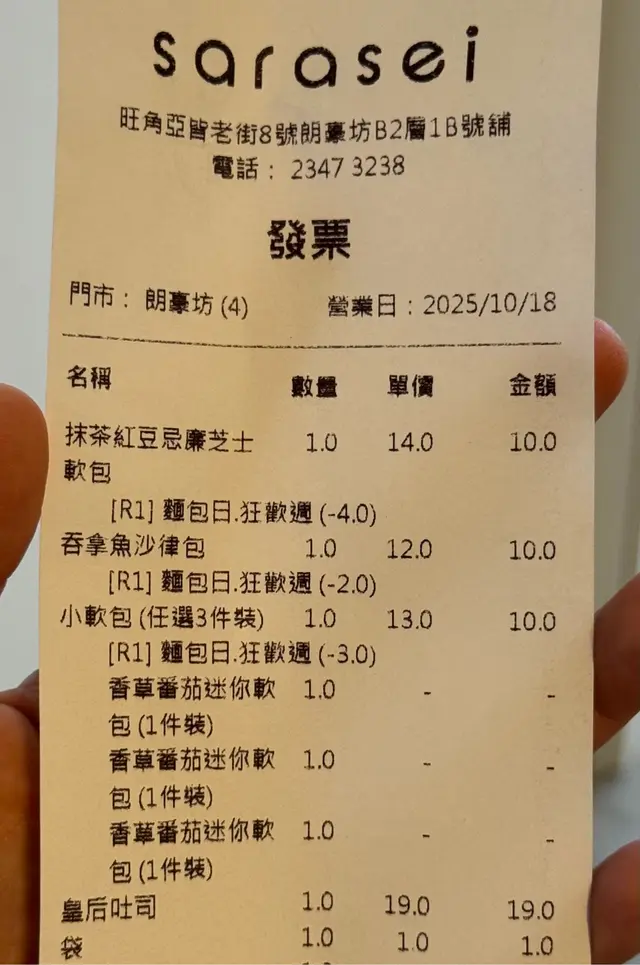 sarasei
旺角亞皆老街8號朗豪坊B2層1B號舖
電話： 2347 3238
發票
門市： 朗豪坊 (4) 營業日：2025/10/18
名稱 數量 單價 金額
抹茶紅豆忌廉芝士 1.0 14.0 10.0
軟包
[R1] 麵包日.狂歡週 (-4.0)
吞拿魚沙律包 1.0 12.0 10.0
[R1] 麵包日.狂歡週 (-2.0)
小軟包 (任選3件裝) 1.0 13.0 10.0
[R1] 麵包日.狂歡週 (-3.0)
香草番茄迷你軟 1.0 - -
包 (1件裝)
香草番茄迷你軟 1.0 - -
包 (1件裝)
香草番茄迷你軟 1.0 - -
包 (1件裝)
皇后吐司 1.0 19.0 19.0
袋 1.0 1.0 1.0